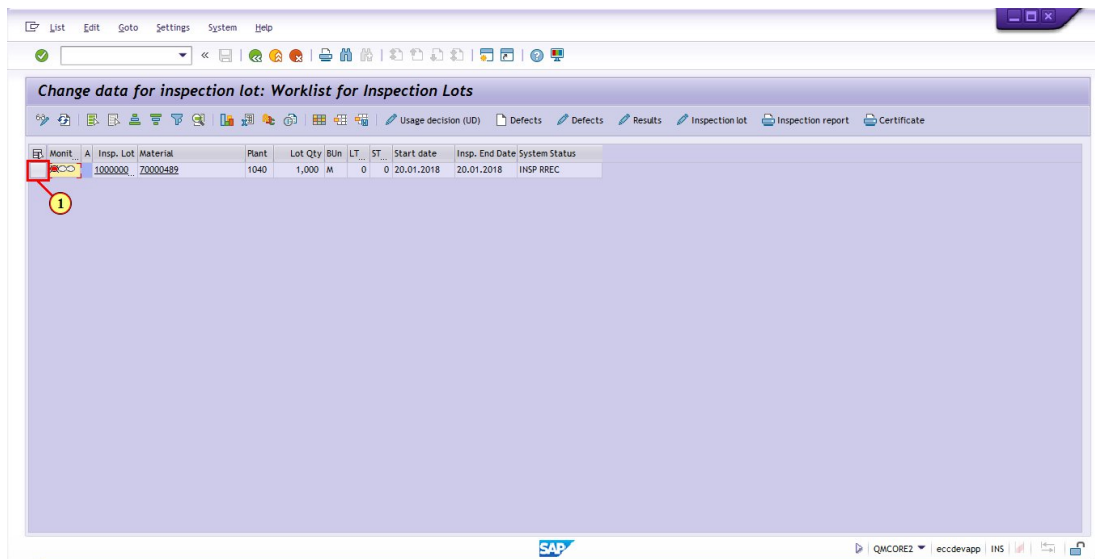 List Edit Goto Settings System Help
Change data for inspection lot: Worklist for Inspection Lots
Usage decision (UD) Defects Defects Results Inspection lot Inspection report Certificate
Monit... A Insp. Lot Material Plant Lot Qty BUn LT... ST... Start date Insp. End Date System Status
1000000... 70000489 1040 1,000 M 0 0 20.01.2018 20.01.2018 INSP RREC
1
SAP QMCORE2 eccdevapp INS